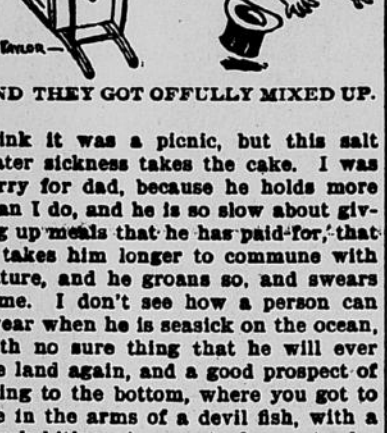 TAYLOR
ND THEY GOT OFFULLY MIXED UP.
ink it was a picnic, but this salt
ater sickness takes the cake. I was
rry for dad, because he holds more
an I do, and he is so slow about giv-
g up meals that he has paid for, that
takes him longer to commune with
ture, and he groans so, and swears
me. I don't see how a person can
ear when he is seasick on the ocean,
th no sure thing that he will ever
e land again, and a good prospect of
ing to the bottom, where you got to
e in the arms of a devil fish, with a